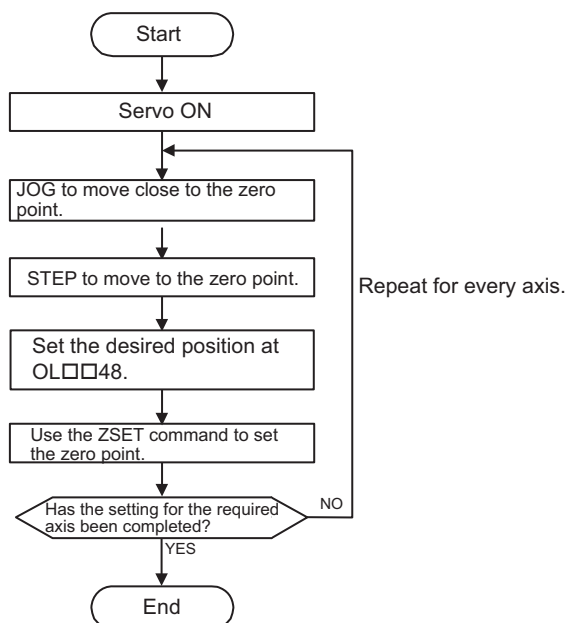 Start
Servo ON
JOG to move close to the zero
point.
STEP to move to the zero point.
Repeat for every axis.
Set the desired position at
OL□□48.
Use the ZSET command to set
the zero point.
Has the setting for the required
axis been completed?
NO
YES
End